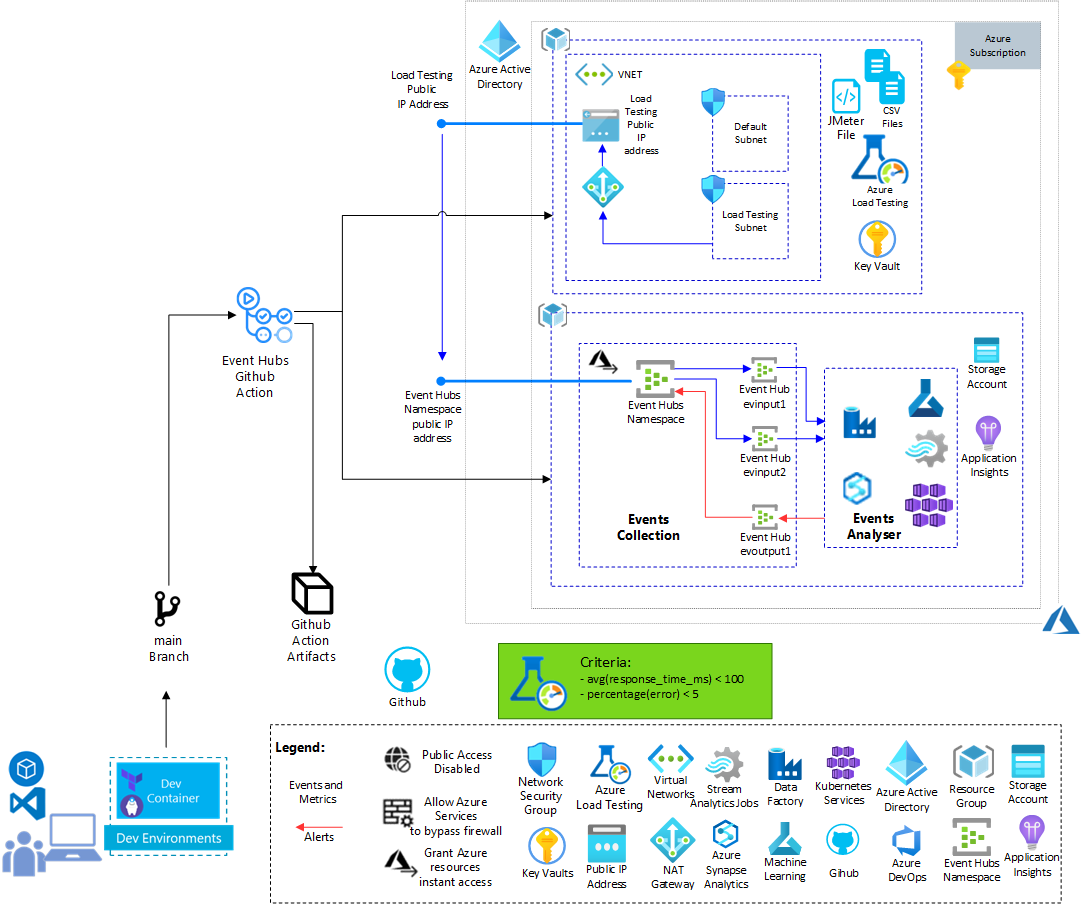 Azure
Subscription
Azure Active
Directory
Load Testing
Public
IP Address
VNET
Load
Testing
Public
IP
address
Default
Subnet
Load Testing
Subnet
JMeter
File
CSV
Files
Azure
Load Testing
Key Vault
Event Hubs
Github
Action
Event Hubs
Namespace
public IP
address
Event Hubs
Namespace
Event Hub
evinput1
Event Hub
evinput2
Event Hub
evoutput1
Events
Collection
Events
Analyser
Storage
Account
Application
Insights
main
Branch
Github
Action
Artifacts
Github
Criteria:
- avg(response_time_ms) < 100
- percentage(error) < 5
Dev
Container
Dev Environments
Legend:
Events and
Metrics
Alerts
Public Access
Disabled
Allow Azure
Services
to bypass firewall
Grant Azure
resources
instant access
Network
Security
Group
Azure
Load Testing
Virtual
Networks
Stream
AnalyticsJobs
Data
Factory
Kubernetes
Services
Azure Active
Directory
Resource
Group
Storage
Account
Key Vaults
Public IP
Address
NAT
Gateway
Azure
Synapse
Analytics
Machine
Learning
Gihub
Azure
DevOps
Event Hubs
Namespace
Application
Insights